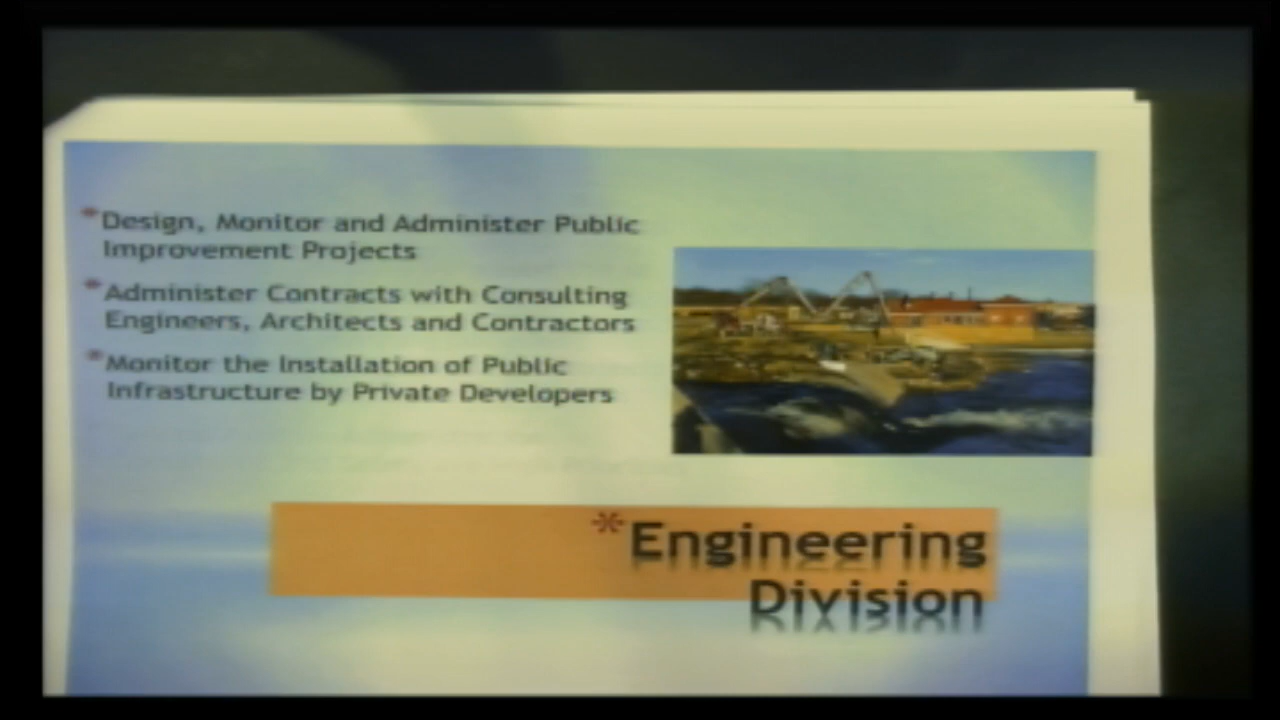 *Design, Monitor and Administer Public
Improvement Projects
*Administer Contracts with Consulting
Engineers, Architects and Contractors
*Monitor the Installation of Public
Infrastructure by Private Developers
*Engineering
Division